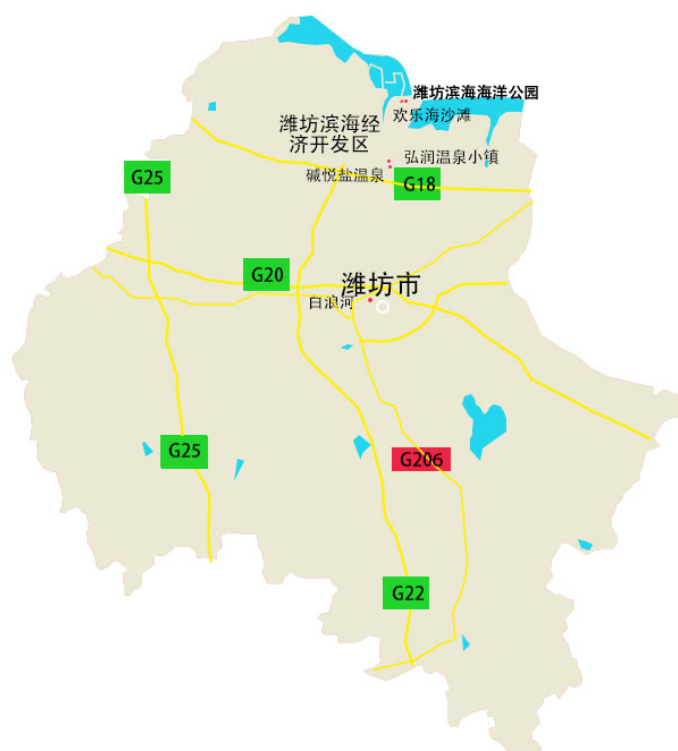 潍坊滨海海洋公园
欢乐海沙滩
潍坊滨海经
济开发区
弘润温泉小镇
碱悦盐温泉
G25
G18
G20
潍坊市
白浪河
G25
G206
G22